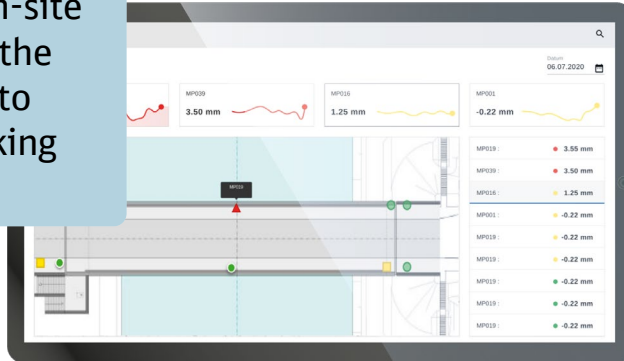 n-site
the
to
king
Datum
06.07.2020
MP039
3.50 mm
MP016
1.25 mm
MP001
-0.22 mm
MP019
MP019 : 3.55 mm
MP039 : 3.50 mm
MP016 : 1.25 mm
MP001 : -0.22 mm
MP019 : -0.22 mm
MP019 : -0.22 mm
MP019 : -0.22 mm
MP019 : -0.22 mm
MP019 : -0.22 mm